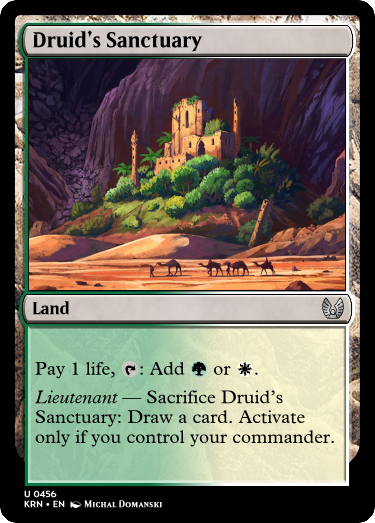 Druid's Sanctuary
Land
Pay 1 life, : Add or .
Lieutenant — Sacrifice Druid's
Sanctuary: Draw a card. Activate
only if you control your commander.
U 0456
KRN • EN Michal Domanski